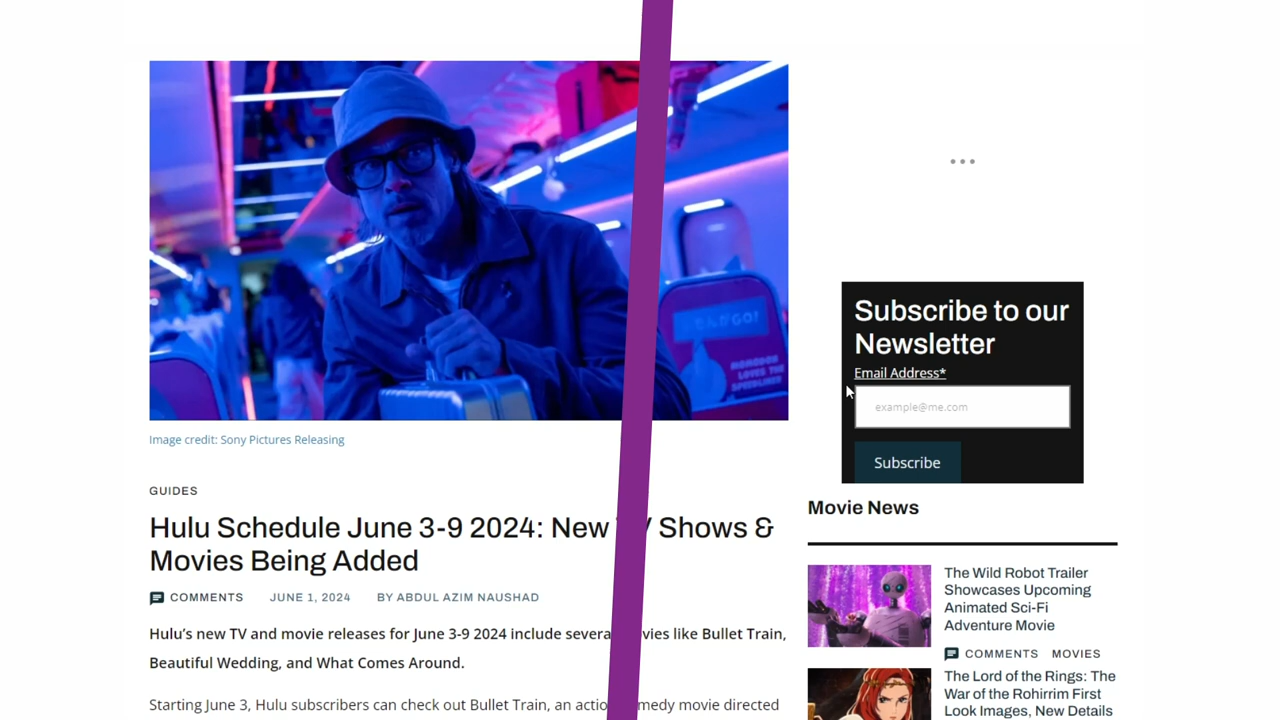 MOMOMON
LOVES THE
SPEEDLINER
Image credit: Sony Pictures Releasing
GUIDES
Hulu Schedule June 3-9 2024: New Shows &
Movies Being Added
COMMENTS JUNE 1, 2024 BY ABDUL AZIM NAUSHAD
Hulu's new TV and movie releases for June 3-9 2024 include like Bullet Train,
Beautiful Wedding, and What Comes Around.
Starting June 3, Hulu subscribers can check out Bullet Train, an movie directed
Subscribe to our
Newsletter
Email Address*
example@me.com
Subscribe
Movie News
The Wild Robot Trailer
Showcases Upcoming
Animated Sci-Fi
Adventure Movie
COMMENTS MOVIES
The Lord of the Rings: The
War of the Rohirrim First
Look Images, New Details